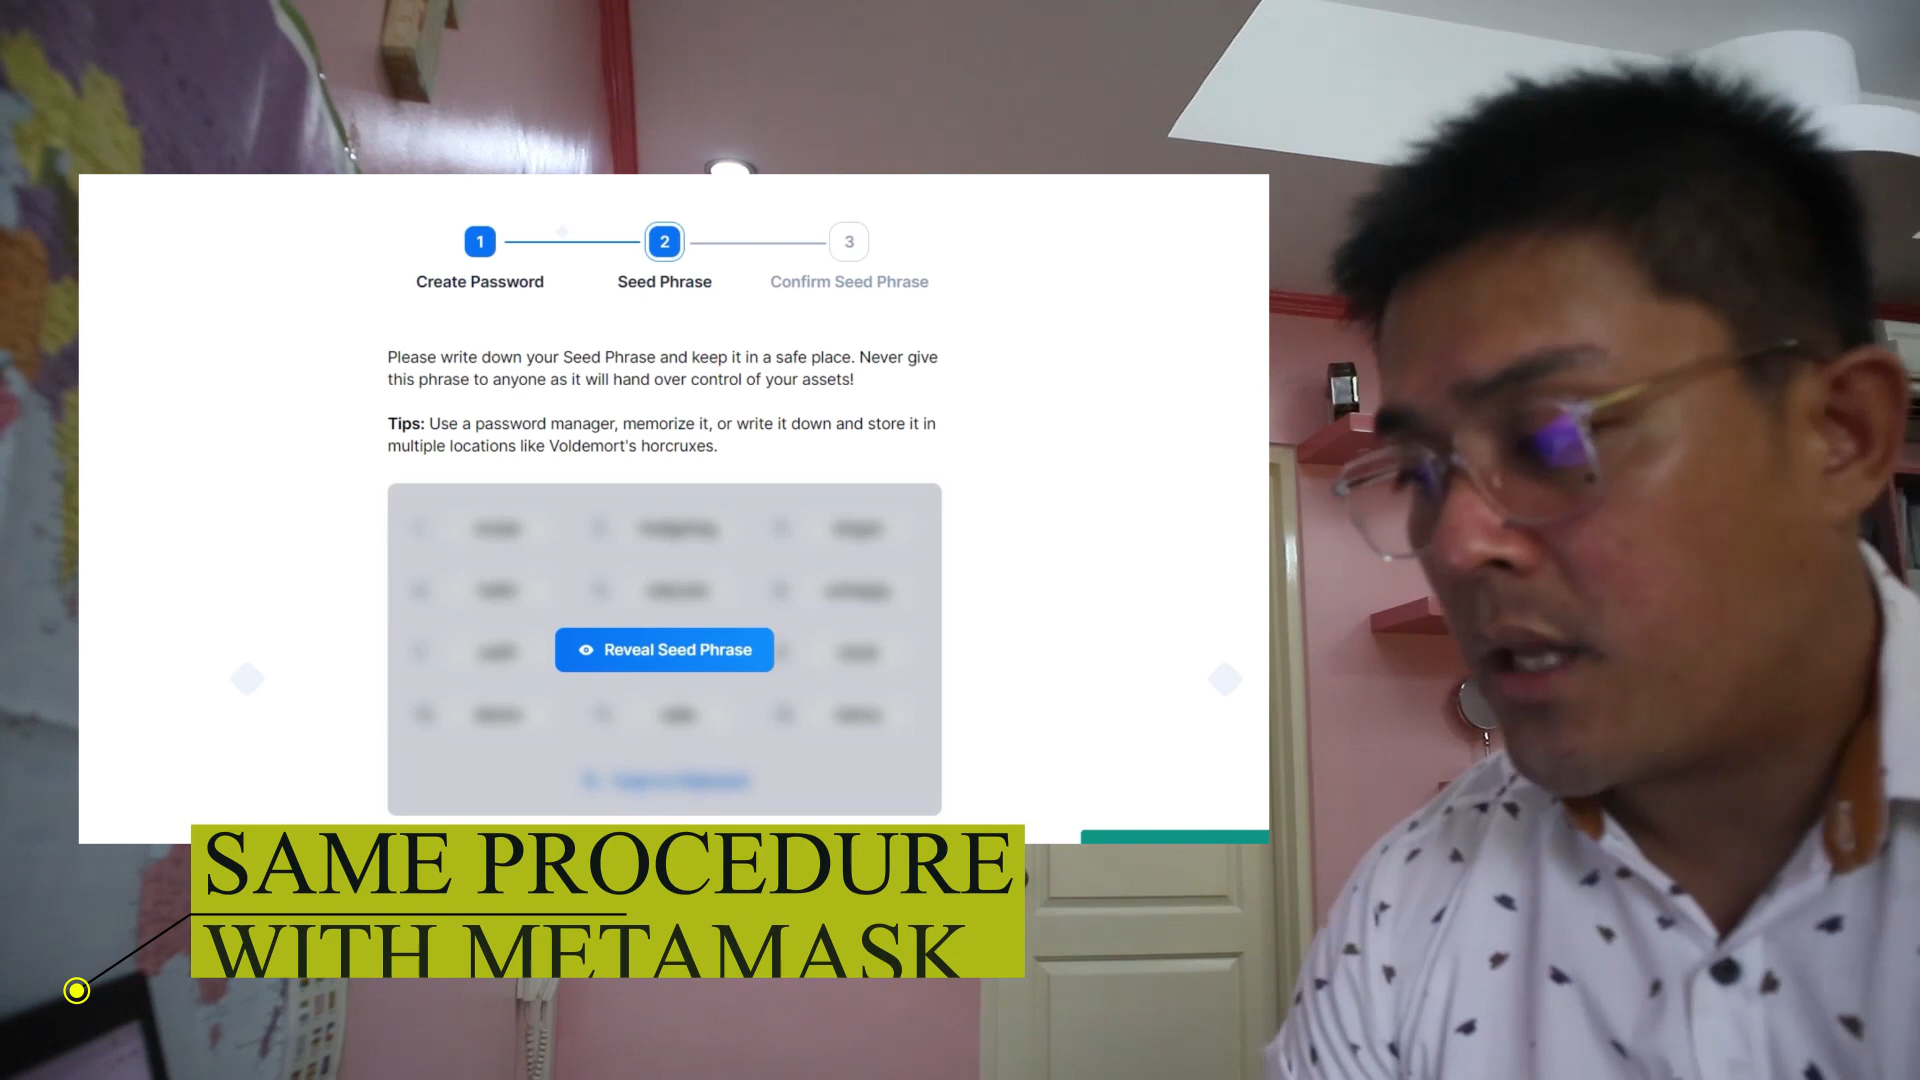 1
2
3
Create Password
Seed Phrase
Confirm Seed Phrase
Please write down your Seed Phrase and keep it in a safe place. Never give
this phrase to anyone as it will hand over control of your assets!
Tips: Use a password manager, memorize it, or write it down and store it in
multiple locations like Voldemort's horcruxes.
Reveal Seed Phrase
SAME PROCEDURE
WITH METAMASK